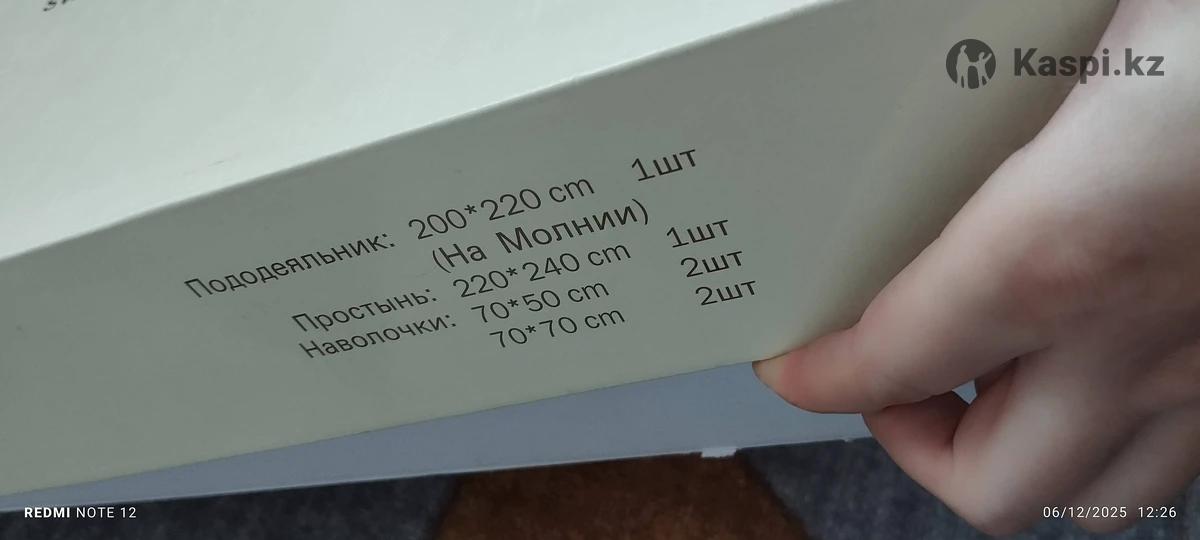 Kaspi.kz
Пододеяльник: 200*220 cm 1шт
(На Молнии)
Простынь: 220*240 cm 1шт
Наволочки: 70*50 cm 2шт
70*70 cm 2шт
REDMI NOTE 12
06/12/2025 12:26